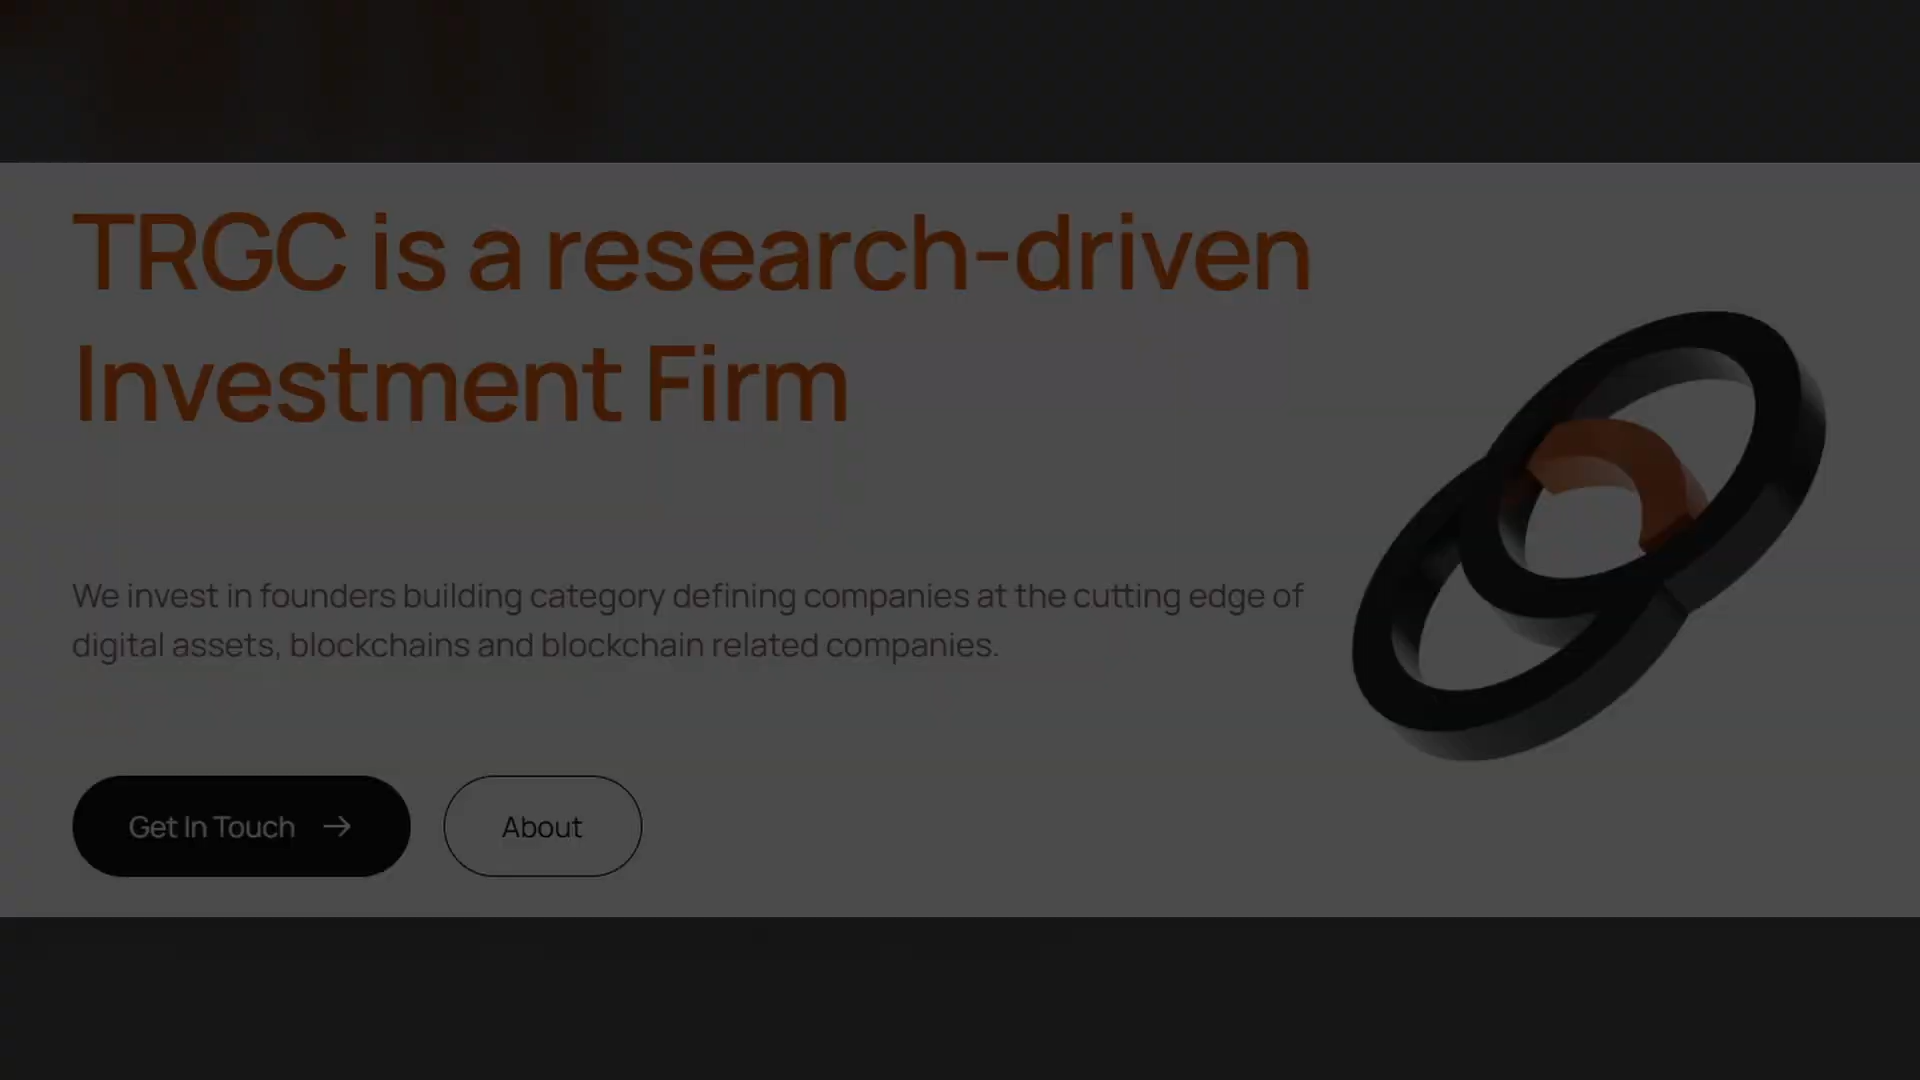 TRGC is a research-driven
Investment Firm
We invest in founders building category defining companies at the cutting edge of
digital assets, blockchains and blockchain related companies.
Get In Touch →
About